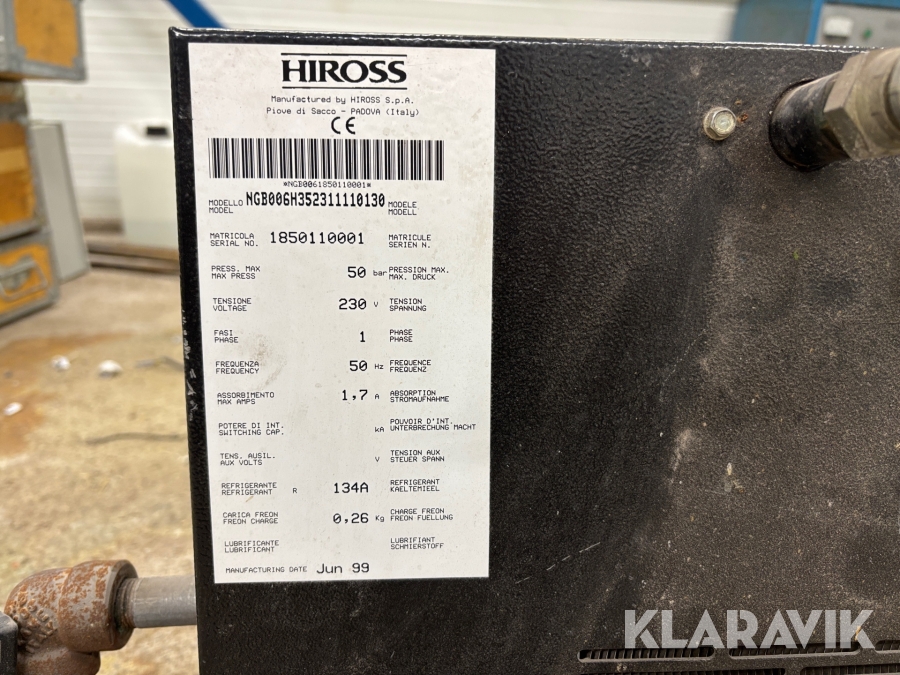 HIROSS
Manufactured by HIROSS S.p.A.
Piove di Sacco - PADOVA (Italy)
CE
*NGB0061850110001*
MODELLO NGB006H352311110130 MODELE
MODEL MODELL
MATRICOLA 1850110001 MATRICULE
SERIAL NO. SERIEN N.
PRESS. MAX 50 bar PRESSION MAX.
MAX PRESS MAX. DRUCK
TENSIONE 230 V TENSION
VOLTAGE SPANNUNG
FASI 1 PHASE
PHASE PHASE
FREQUENZA 50 Hz FREQUENCE
FREQUENCY FREQUENZ
ASSORBIMENTO 1,7 A ABSORPTION
MAX AMPS STROMAUFNAHME
POTERE DI INT. kA POUVOIR D'INT.
SWITCHING CAP. UNTERBRECHUNG MACHT
TENS. AUSIL. V TENSION AUX
AUX VOLTS STEUER SPANN
REFRIGERANTE R 134A REFRIGERANT
REFRIGERANT KAELTEMIEEL
CARICA FREON 0,26 Kg CHARGE FREON
FREON CHARGE FREON FUELLUNG
LUBRIFICANTE LUBRIFIANT
LUBRIFICANT SCHMIERSTOFF
MANUFACTURING DATE Jun 99
KLARAVIK